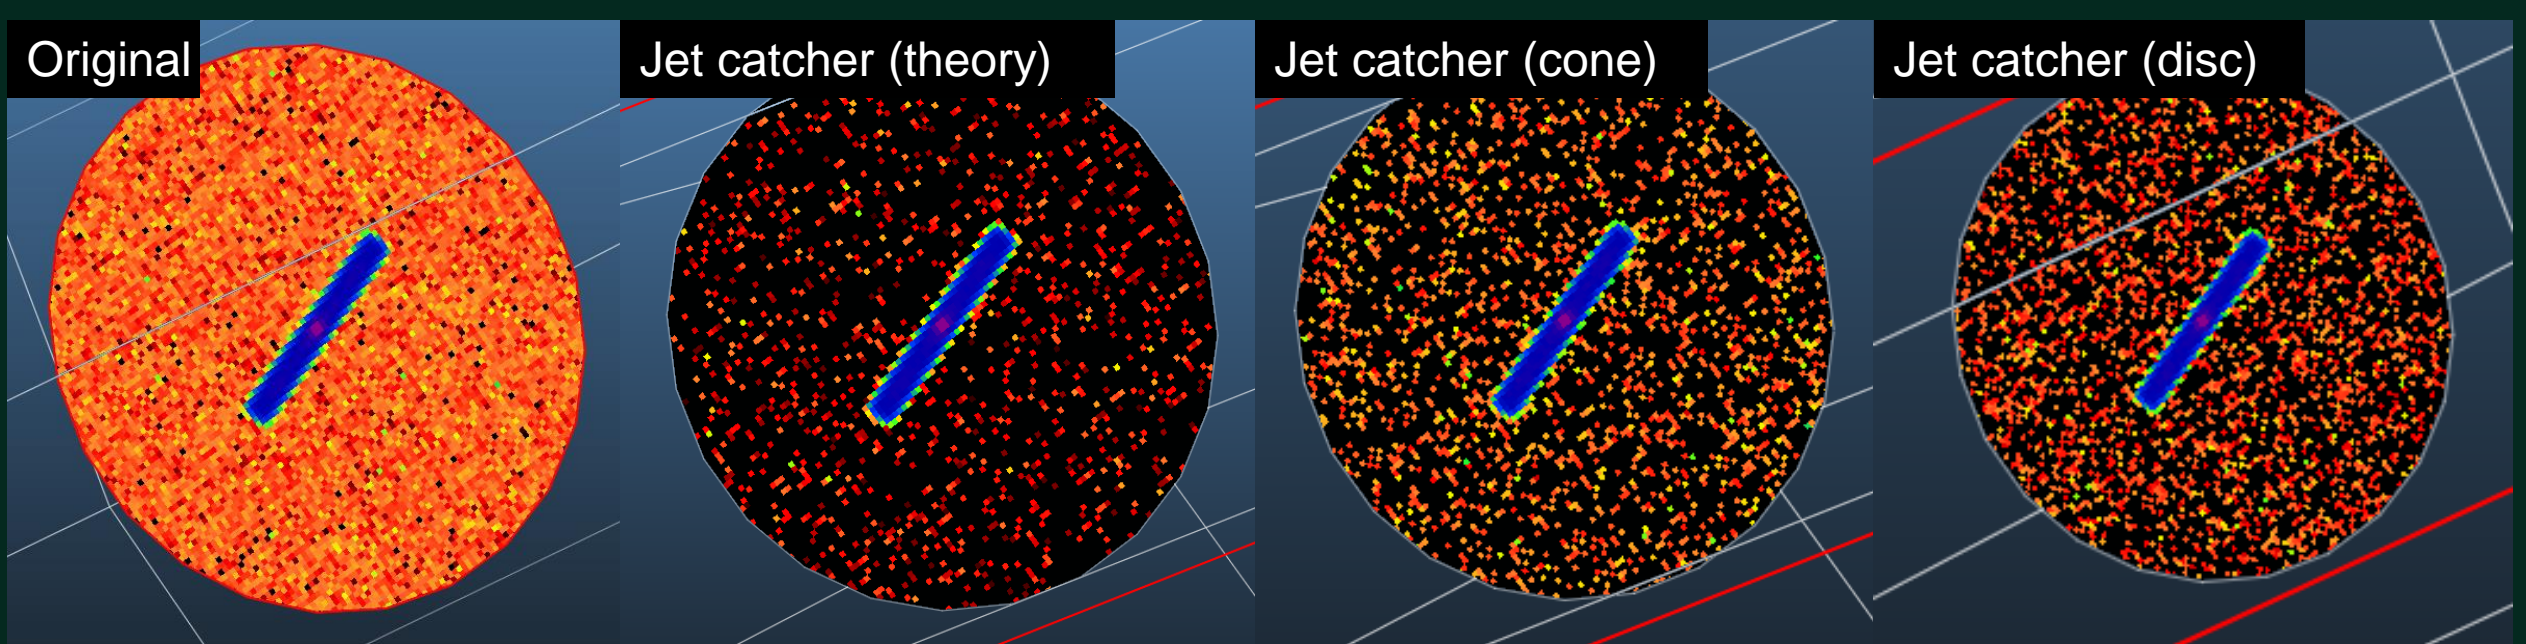 Original
Jet catcher (theory)
Jet catcher (cone)
Jet catcher (disc)